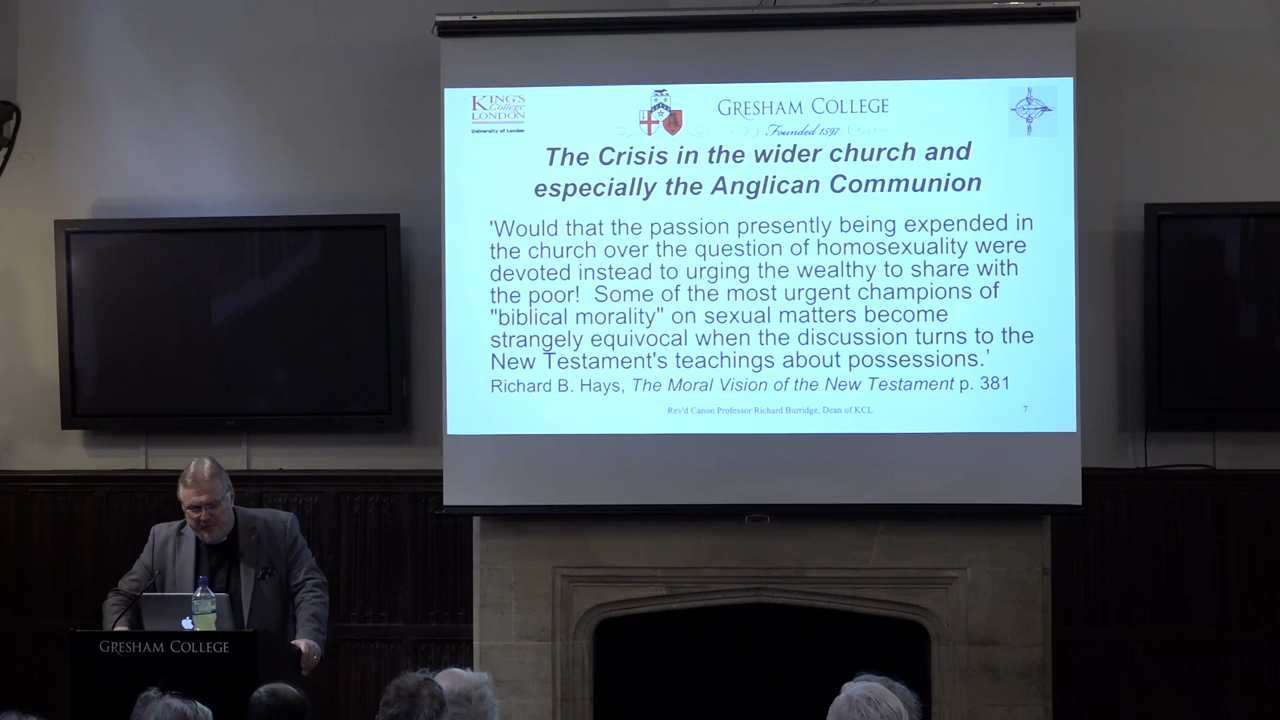 KING'S
College
LONDON
University of London
GRESHAM COLLEGE
Founded 1597
The Crisis in the wider church and
especially the Anglican Communion
'Would that the passion presently being expended in
the church over the question of homosexuality were
devoted instead to urging the wealthy to share with
the poor!  Some of the most urgent champions of
"biblical morality" on sexual matters become
strangely equivocal when the discussion turns to the
New Testament's teachings about possessions.’
Richard B. Hays, The Moral Vision of the New Testament p. 381
Rev'd Canon Professor Richard Burridge, Dean of KCL
7
GRESHAM COLLEGE